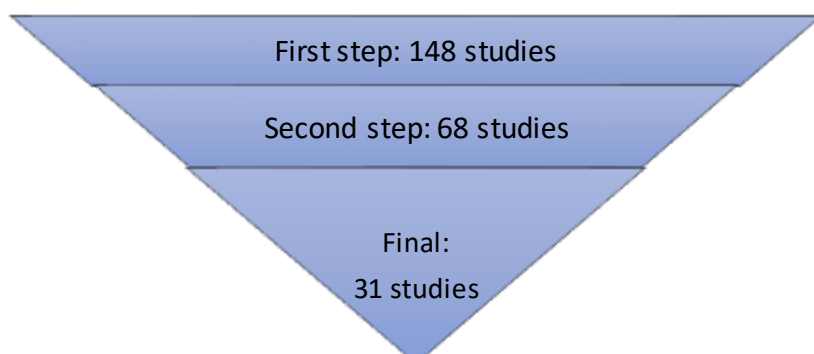 First step: 148 studies
Second step: 68 studies
Final:
31 studies